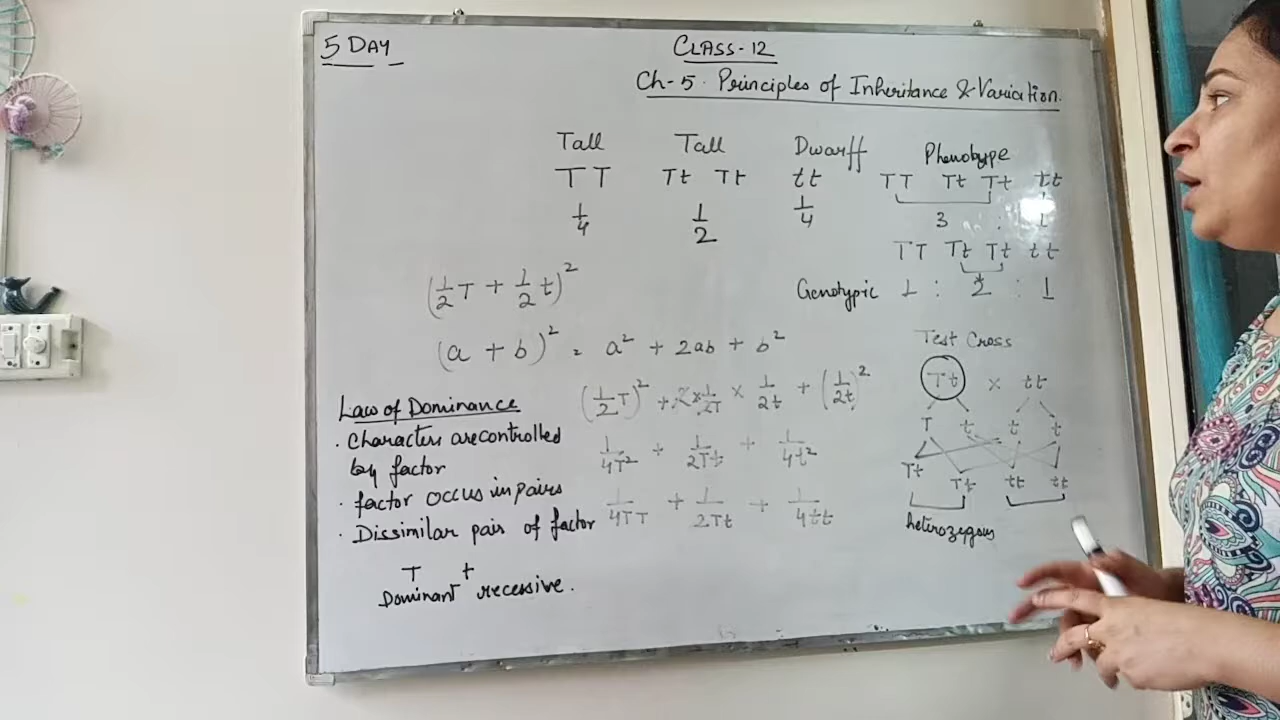 5 DAY
CLASS-12
Ch-5. Principles of Inheritance & Variation.
Tall Tall Dwarff
TT Tt Tt tt
1/4 1/2 1/4
Phenotype
TT Tt Tt tt
3 : 1
TT Tt Tt tt
Genotypic 1 : 2 : 1
(1/2 T + 1/2 t)²
(a + b)² = a² + 2ab + b²
(1/2 T)² + 2 × 1/2T × 1/2t + (1/2t)²
1/4T² + 1/2Tt + 1/4t²
1/4TT + 1/2Tt + 1/4tt
Law of Dominance
. Characters are controlled
by factor
. factor occus in pairs
. Dissimilar pair of factor
T t
Dominant recessive.
Test Cross
Tt × tt
T t t t
Tt Tt tt tt
heterozygous